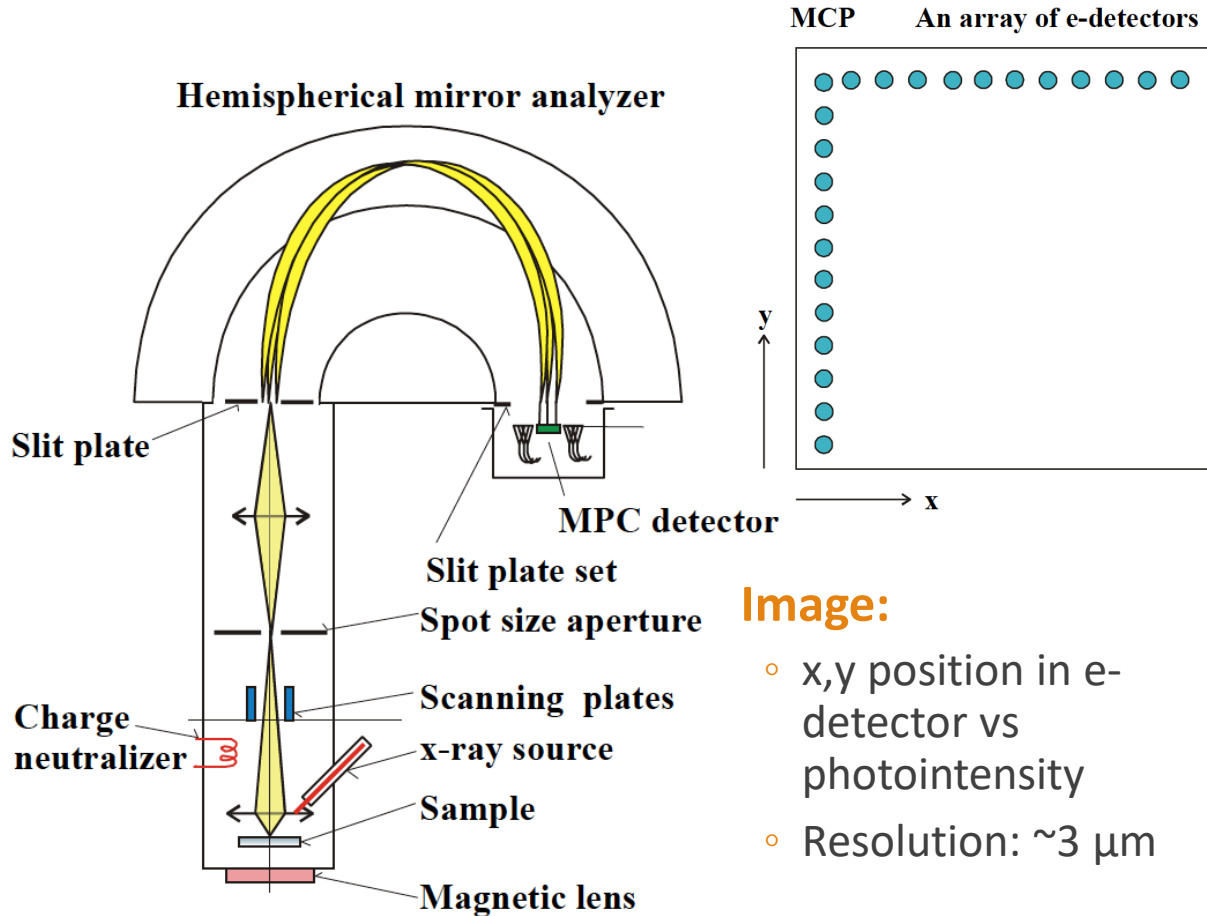 MCP An array of e-detectors
Hemispherical mirror analyzer
y
x
Slit plate
MPC detector
Slit plate set
Spot size aperture
Scanning plates
Charge
neutralizer
x-ray source
Sample
Magnetic lens
Image:
x,y position in e-
detector vs
photointensity
Resolution: ~3 µm